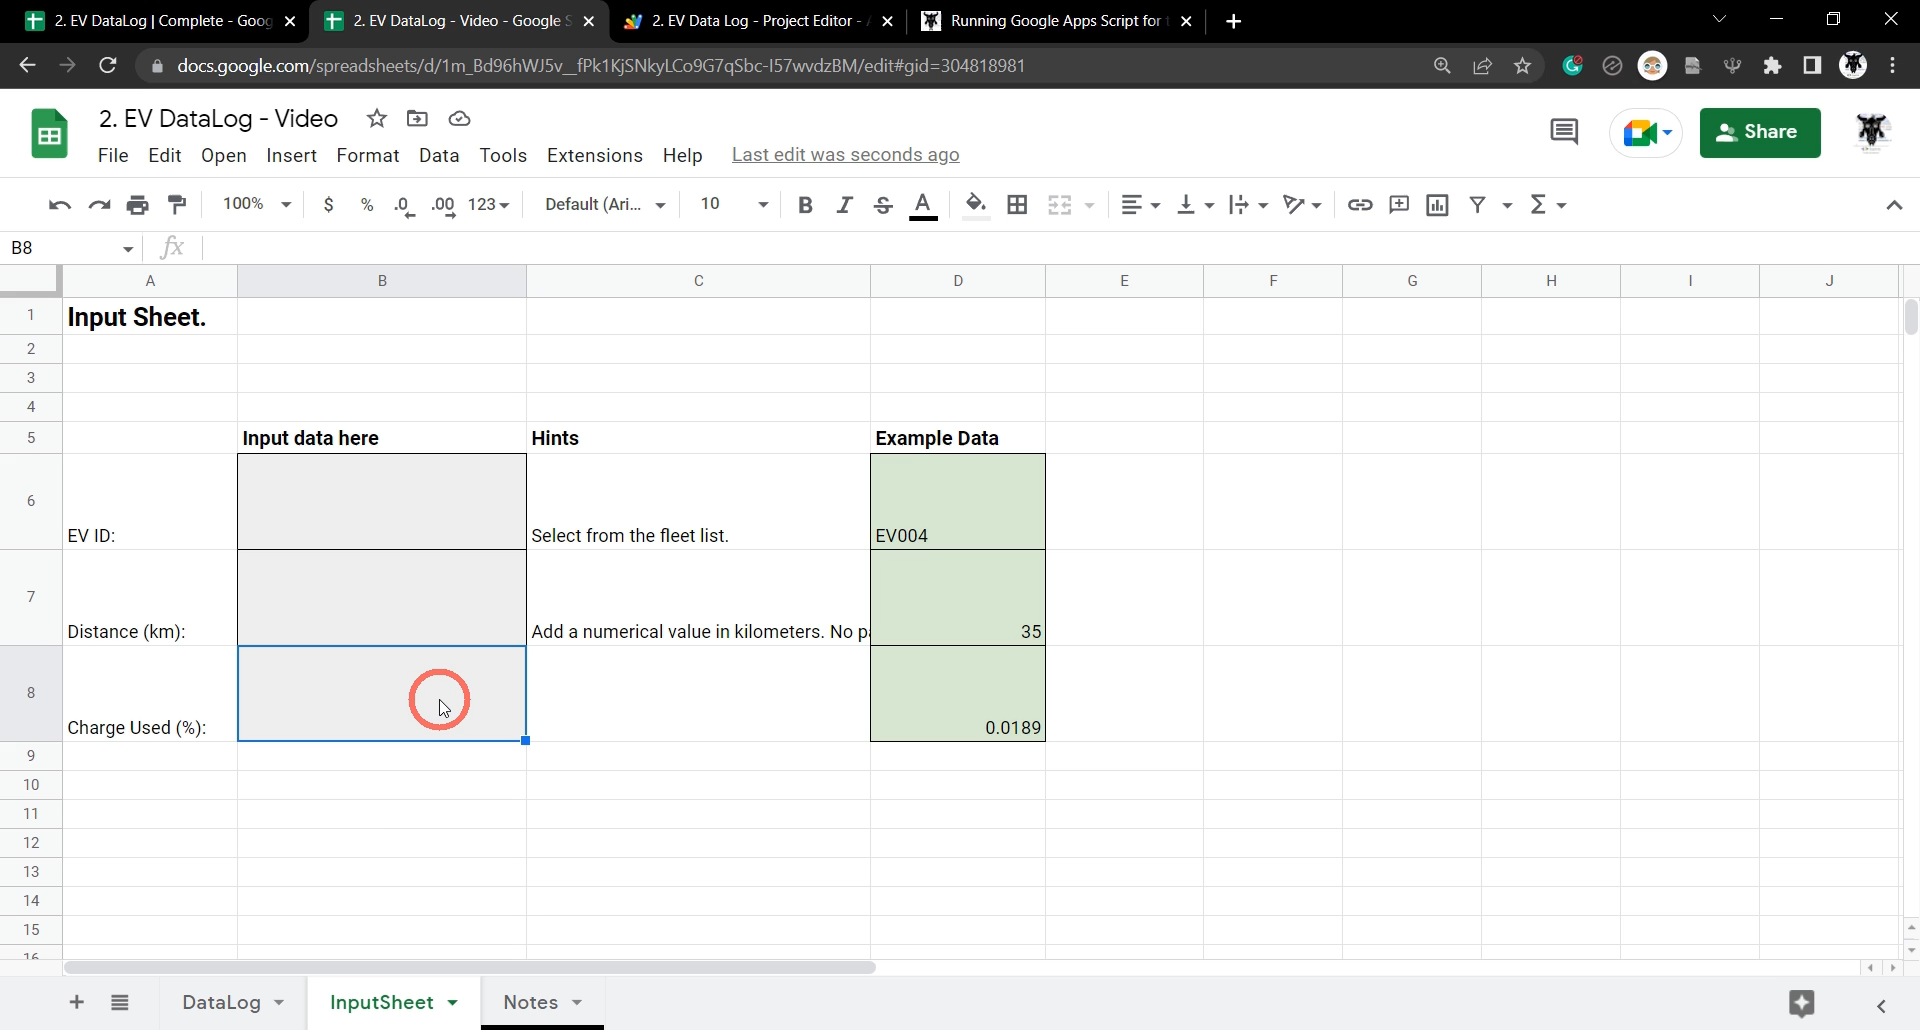 2. EV DataLog | Complete - Goog
2. EV DataLog - Video - Google S
2. EV Data Log - Project Editor - A
Running Google Apps Script for t
docs.google.com/spreadsheets/d/1m_Bd96hWJ5v__fPk1KjSNkyLCo9G7qSbc-I57wvdzBM/edit#gid=304818981
2. EV DataLog - Video
File Edit Open Insert Format Data Tools Extensions Help Last edit was seconds ago
Share
100% $ % .0 .00 123 Default (Ari... 10 B I S A
B8 fx
A B C D E F G H I J
1 Input Sheet.
2
3
4
5 Input data here Hints Example Data
6 EV ID: Select from the fleet list. EV004
7 Distance (km): Add a numerical value in kilometers. No pa 35
8 Charge Used (%): 0.0189
9
10
11
12
13
14
15
16
DataLog InputSheet Notes